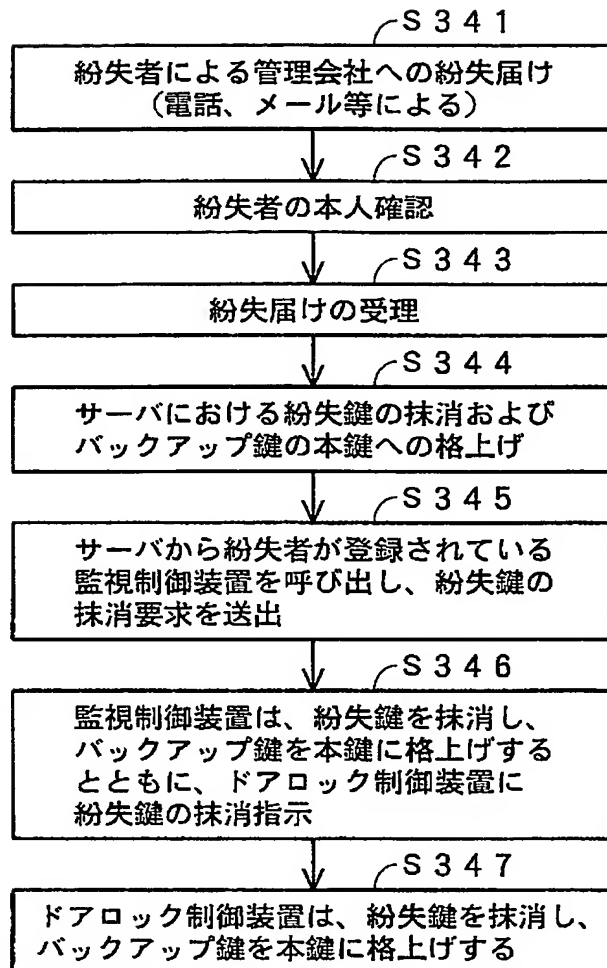 S341
紛失者による管理会社への紛失届け
(電話、メール等による)
S342
紛失者の本人確認
S343
紛失届けの受理
S344
サーバにおける紛失鍵の抹消および
バックアップ鍵の本鍵への格上げ
S345
サーバから紛失者が登録されている
監視制御装置を呼び出し、紛失鍵の
抹消要求を送出
S346
監視制御装置は、紛失鍵を抹消し、
バックアップ鍵を本鍵に格上げする
とともに、ドアロック制御装置に
紛失鍵の抹消指示
S347
ドアロック制御装置は、紛失鍵を抹消し、
バックアップ鍵を本鍵に格上げする